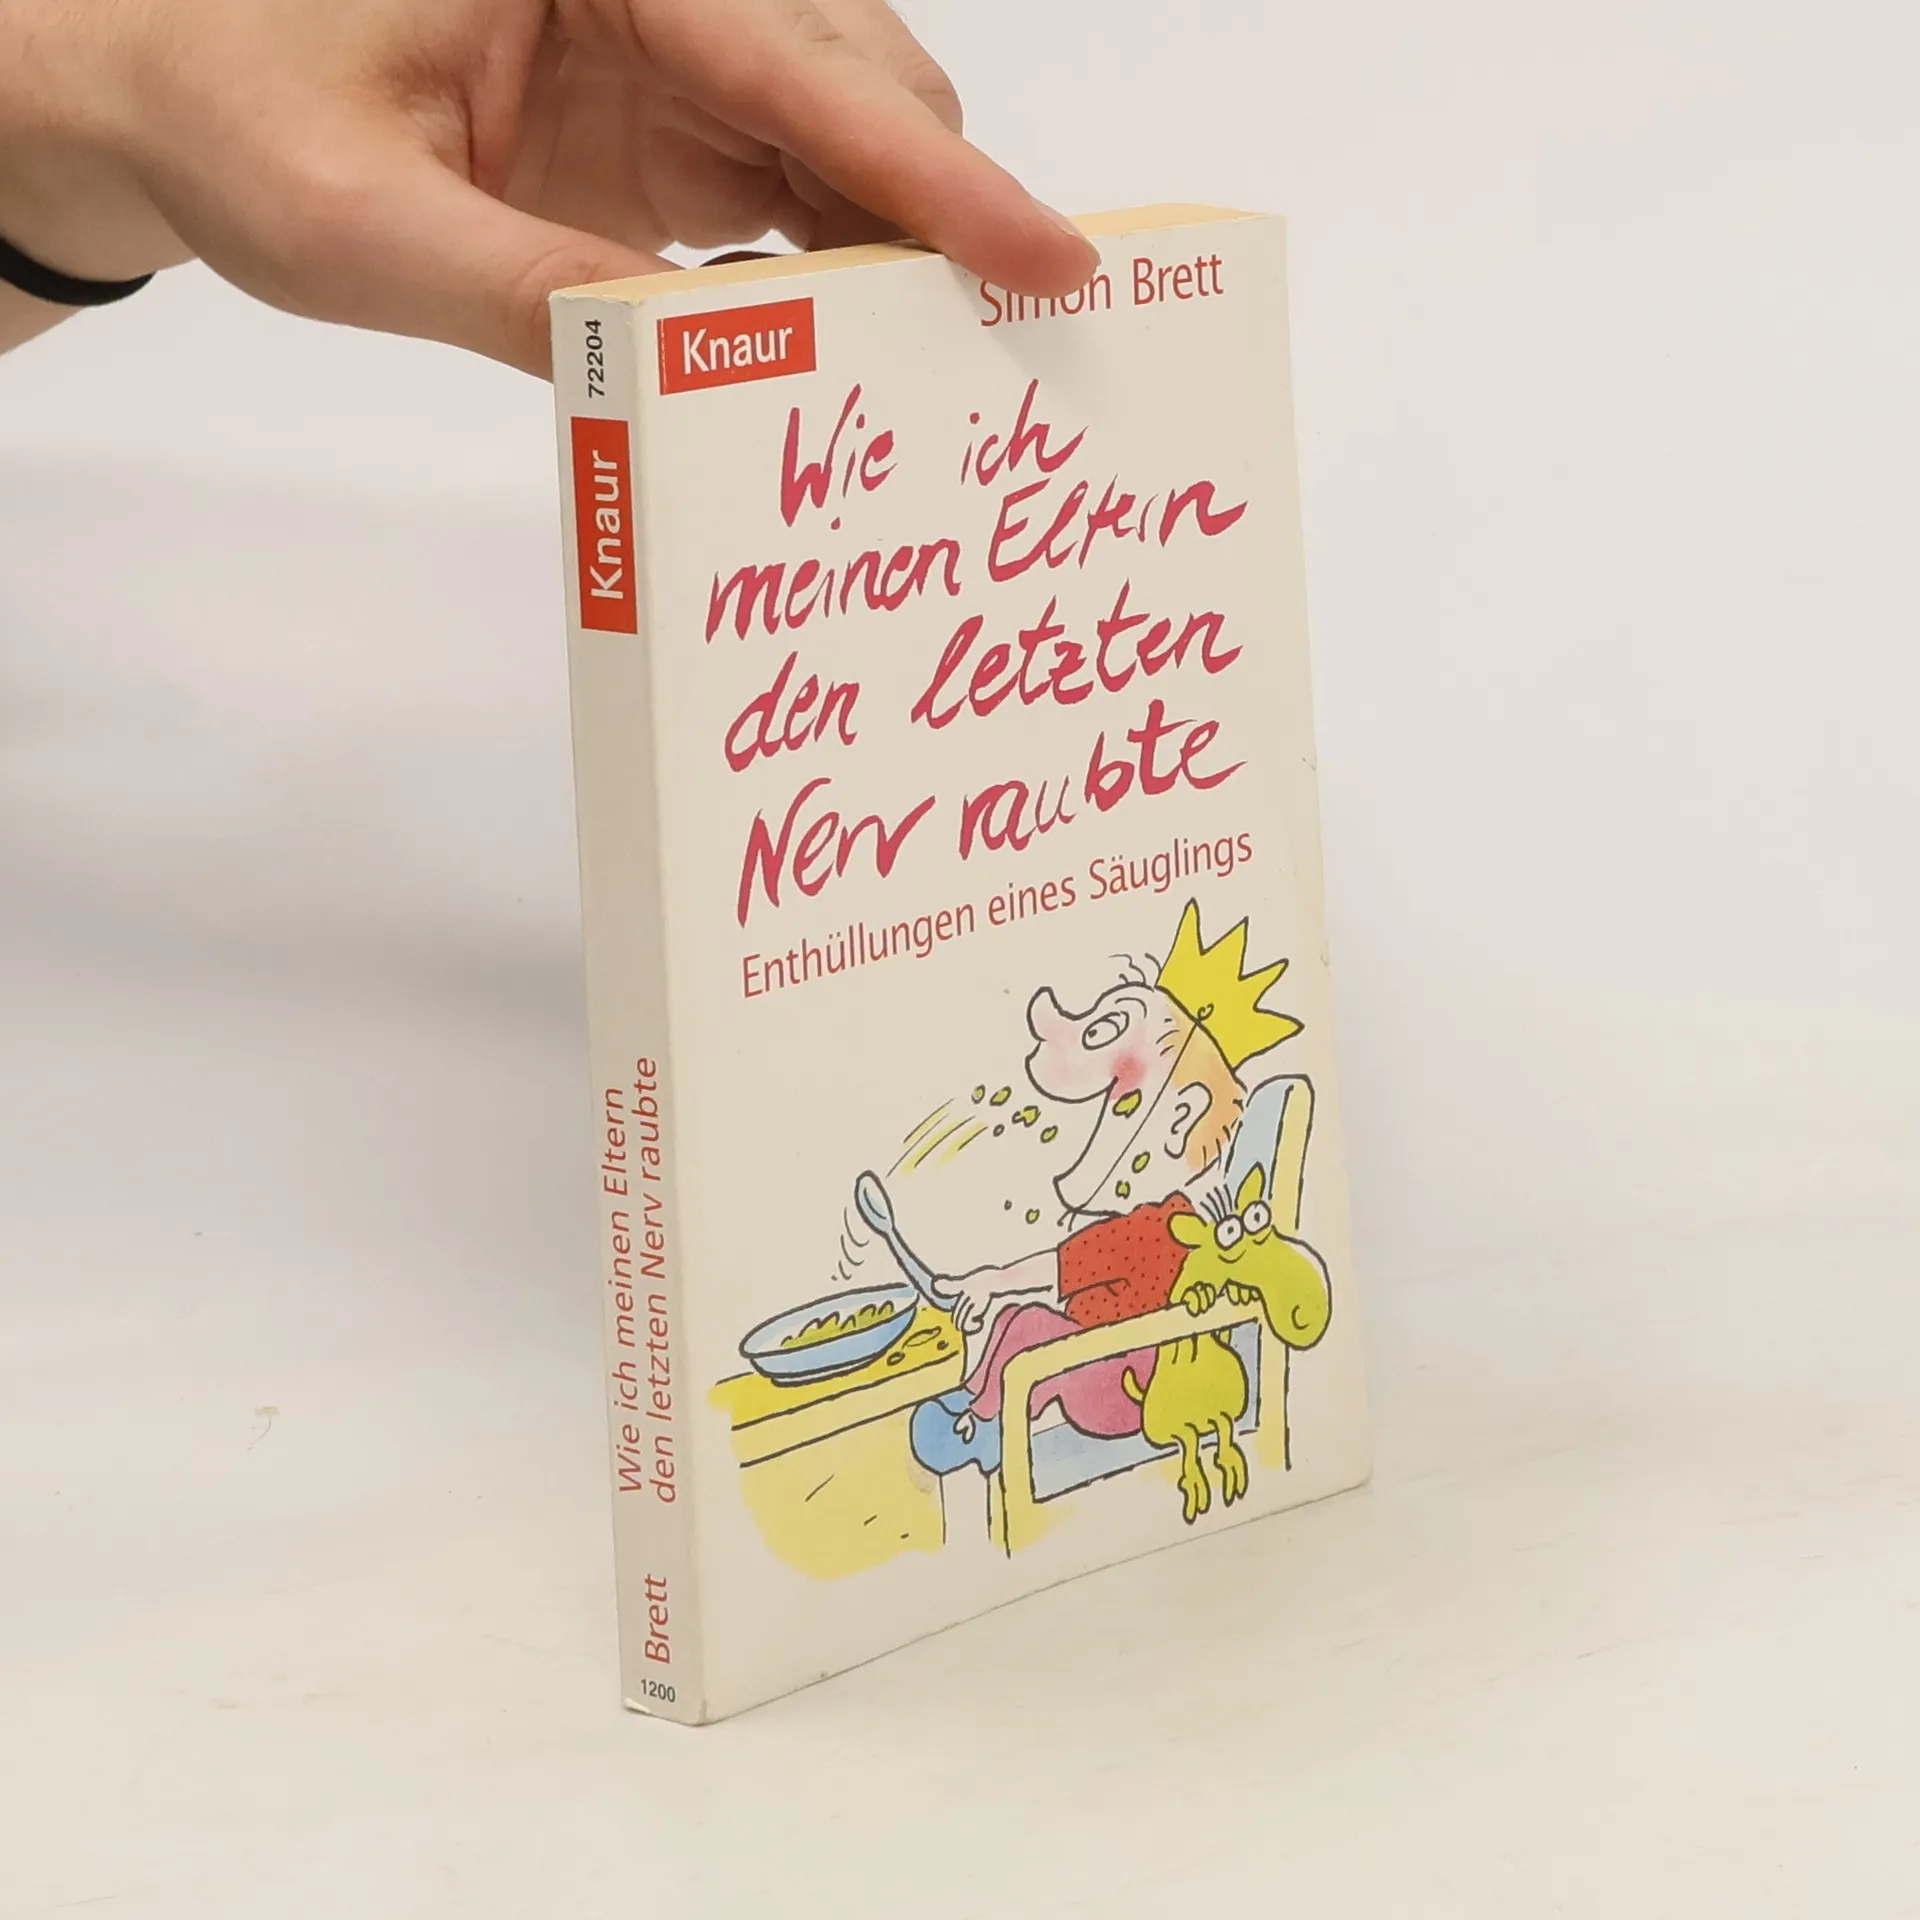 Simon Brett
Knaur
Wie ich
meinen Eltern
den letzten
Nerv raubte
Enthüllungen eines Säuglings
72204
Knaur
Wie ich meinen Eltern
den letzten Nerv raubte
Brett
1200